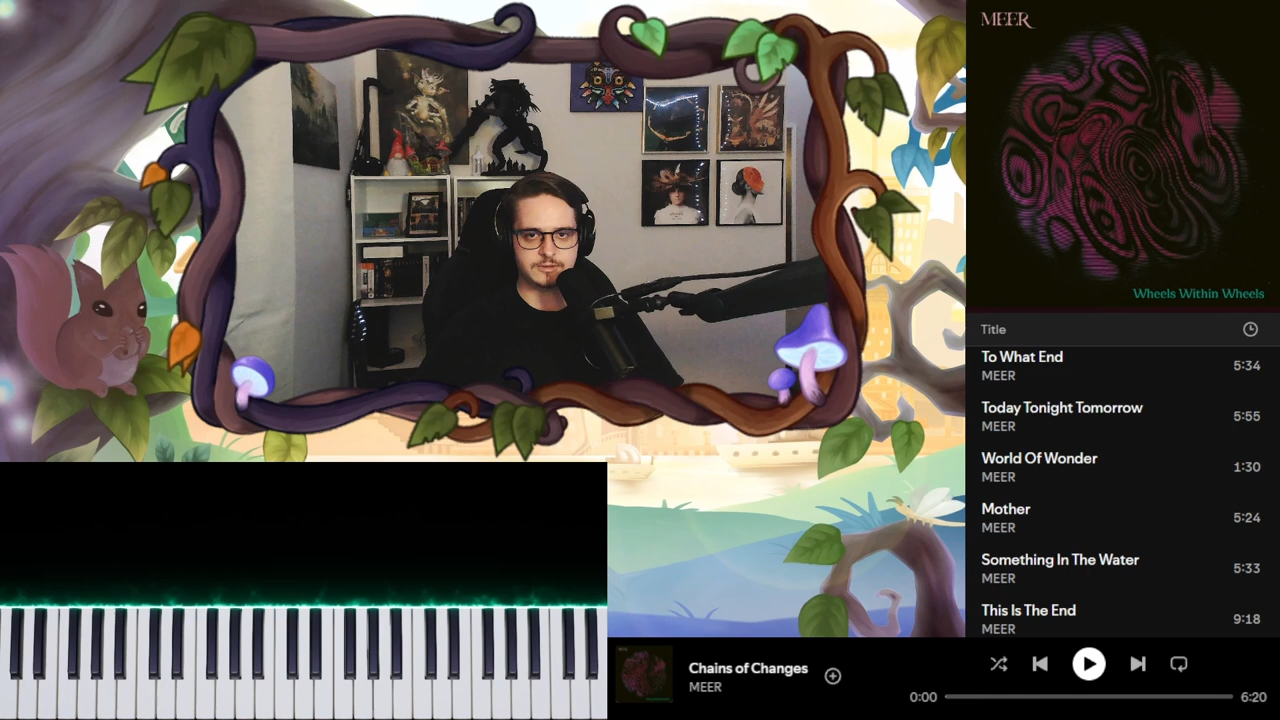 MEER
Wheels Within Wheels
Title
To What End
MEER
5:34
Today Tonight Tomorrow
MEER
5:55
World Of Wonder
MEER
1:30
Mother
MEER
5:24
Something In The Water
MEER
5:33
This Is The End
MEER
9:18
Chains of Changes
MEER
0:00
6:20